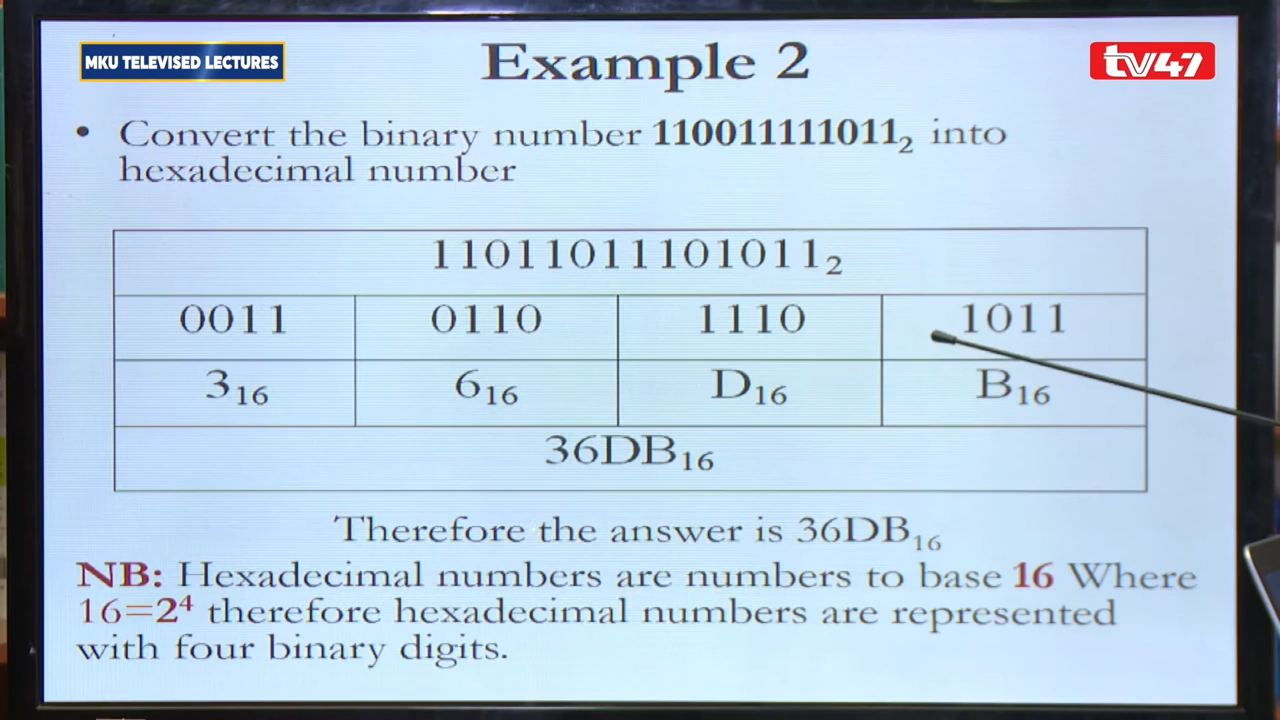 MKU TELEVISED LECTURES
tv47
Example 2
• Convert the binary number 110011111011₂ into
hexadecimal number
11011011101011₂
0011 0110 1110 1011
3₁₆ 6₁₆ D₁₆ B₁₆
36DB₁₆
Therefore the answer is 36DB₁₆
NB: Hexadecimal numbers are numbers to base 16 Where
16=2⁴ therefore hexadecimal numbers are represented
with four binary digits.